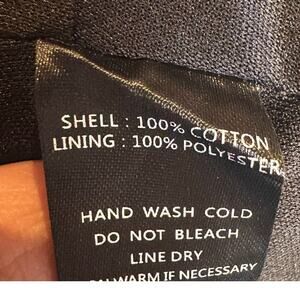 SHELL : 100% COTTON
LINING : 100% POLYESTER
HAND WASH COLD
DO NOT BLEACH
LINE DRY
WARM IF NECESSARY